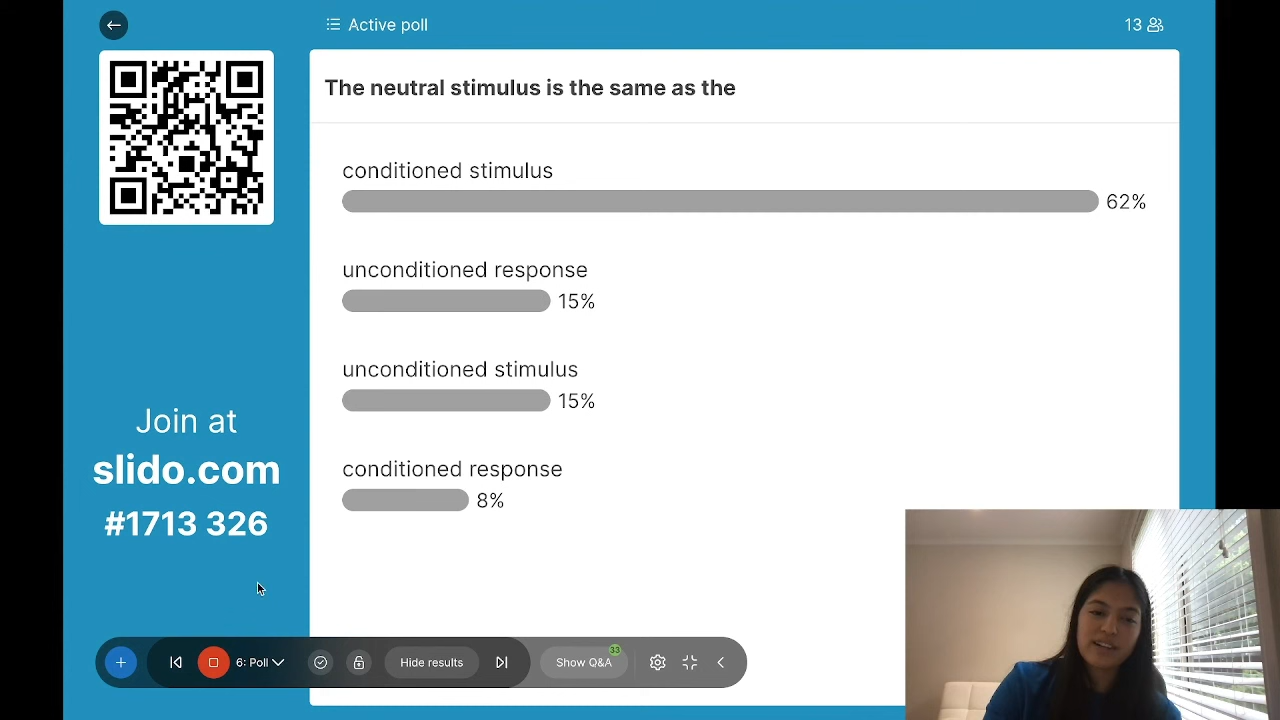 Active poll
13
The neutral stimulus is the same as the
conditioned stimulus
62%
unconditioned response
15%
unconditioned stimulus
15%
conditioned response
8%
Join at
slido.com
#1713 326
6: Poll
Hide results
Show Q&A
33